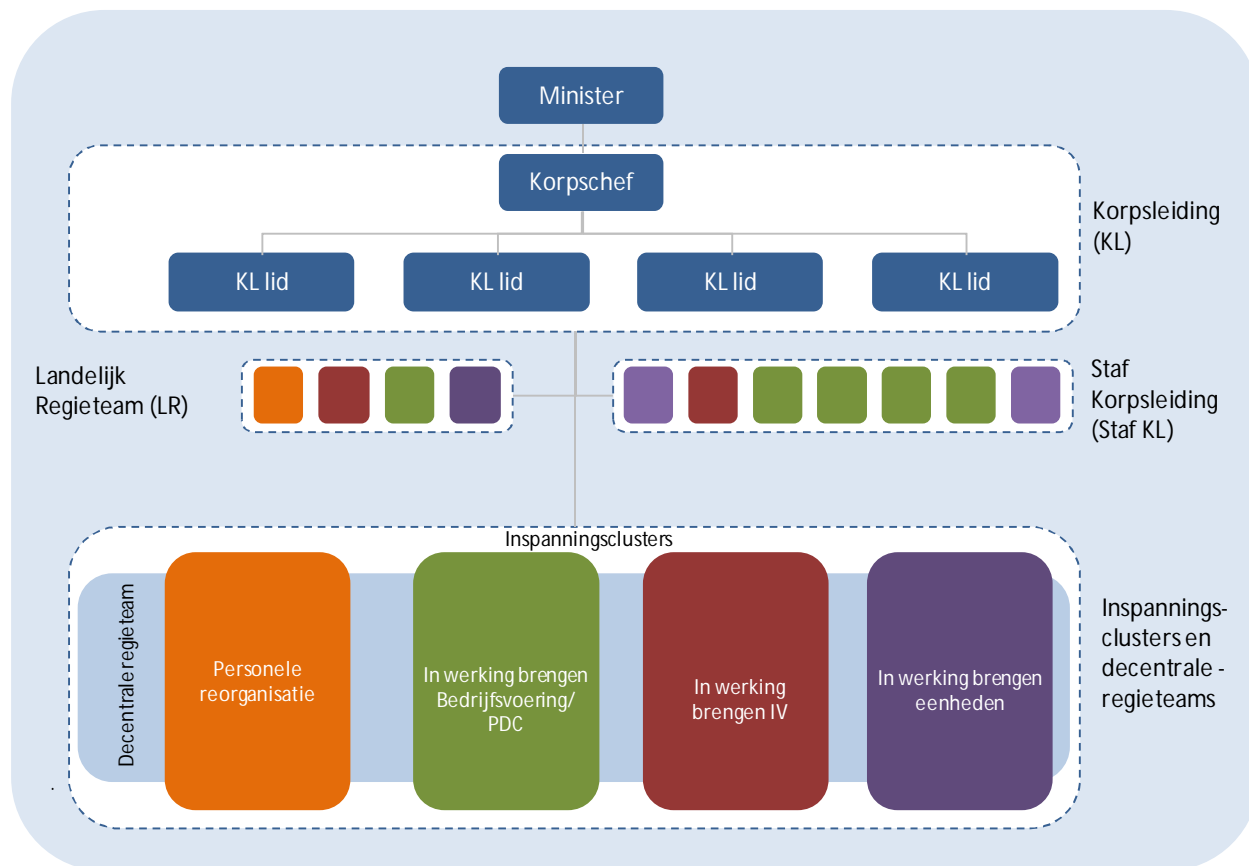 Minister
Korpschef
Korpsleiding
(KL)
KL lid
KL lid
KL lid
KL lid
Landelijk
Regieteam (LR)
Staf
Korpsleiding
(Staf KL)
Inspanningsclusters
Decentrale regieteam
Personele
reorganisatie
In werking brengen
Bedrijfsvoering/
PDC
In werking
brengen IV
In werking brengen
eenheden
Inspannings-
clusters en
decentrale -
regieteams
.